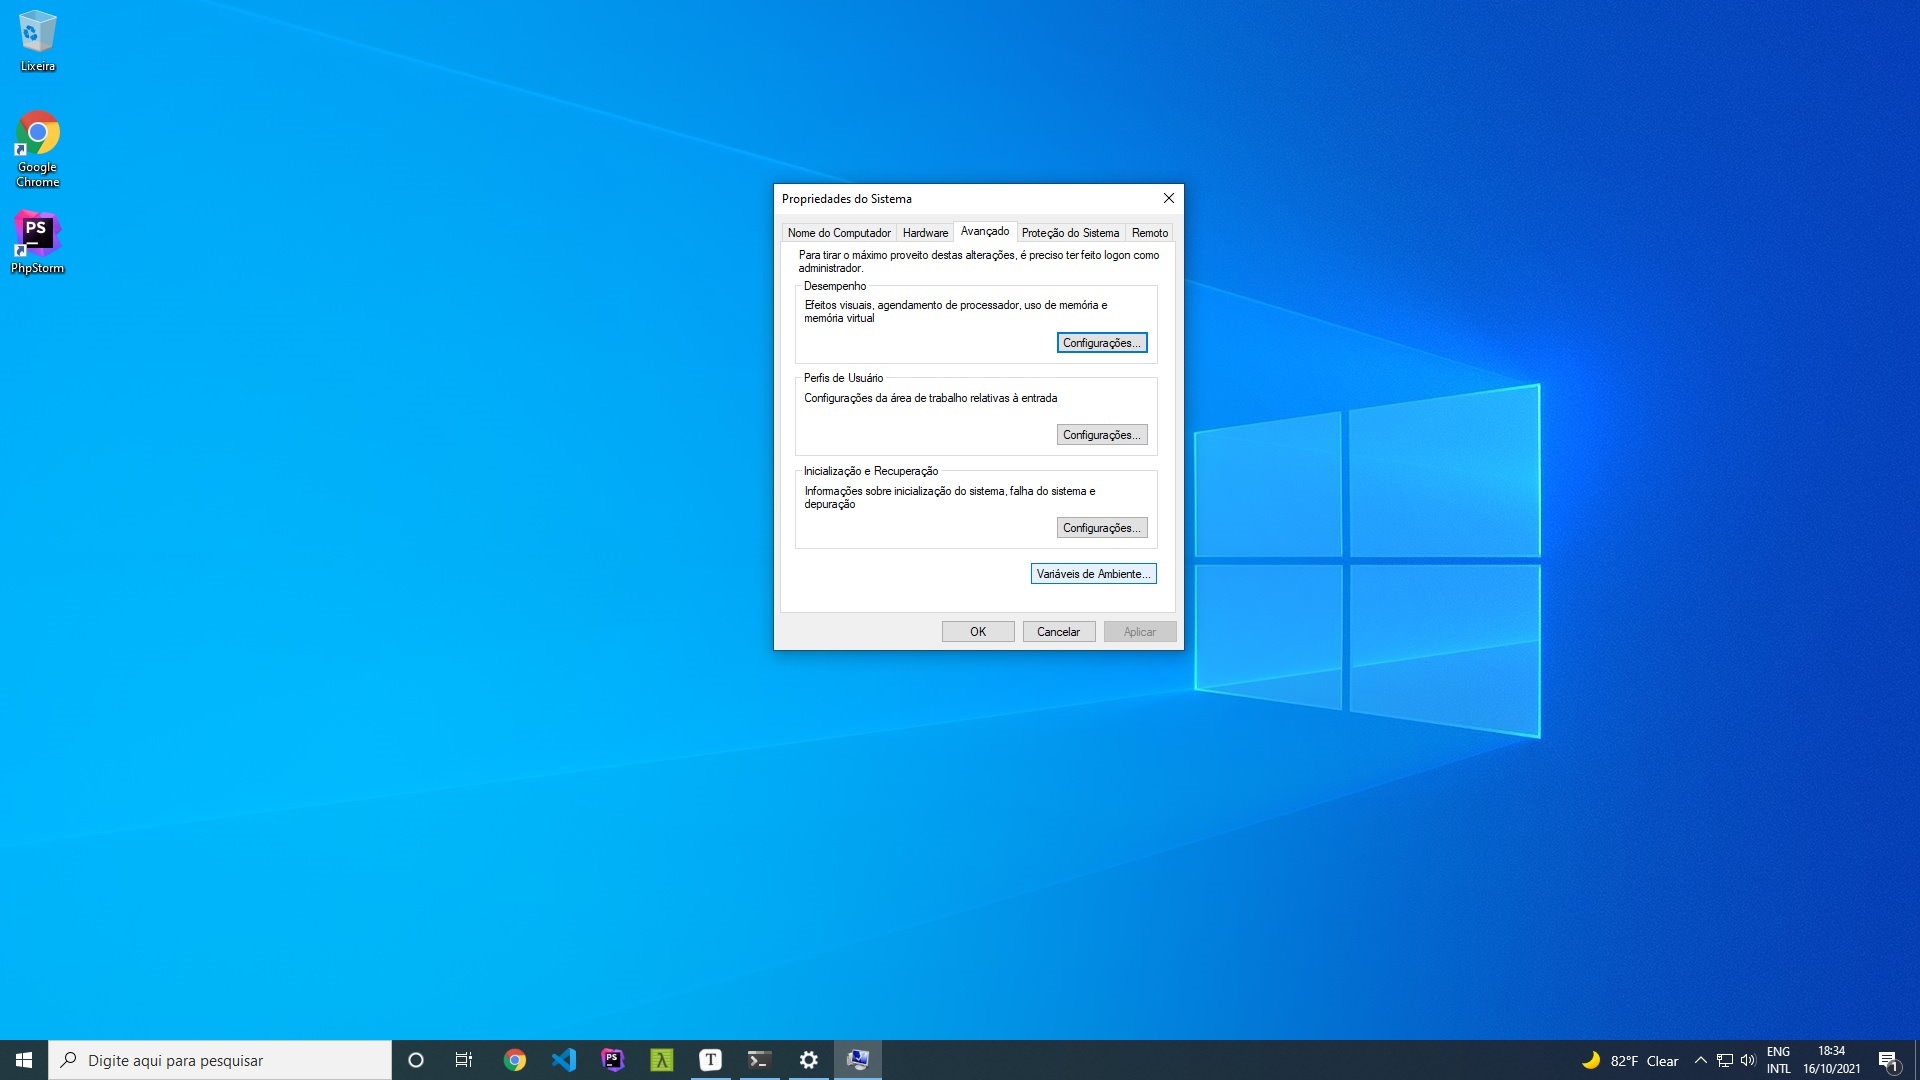 Lixeira
Google
Chrome
PS
PhpStorm
Propriedades do Sistema
Nome do Computador Hardware Avançado Proteção do Sistema Remoto
Para tirar o máximo proveito destas alterações, é preciso ter feito logon como
administrador.
Desempenho
Efeitos visuais, agendamento de processador, uso de memória e
memória virtual
Configurações...
Perfis de Usuário
Configurações da área de trabalho relativas à entrada
Configurações...
Inicialização e Recuperação
Informações sobre inicialização do sistema, falha do sistema e
depuração
Configurações...
Variáveis de Ambiente...
OK Cancelar Aplicar
Digite aqui para pesquisar
PS
λ
T
82°F Clear
ENG
INTL
18:34
16/10/2021
1